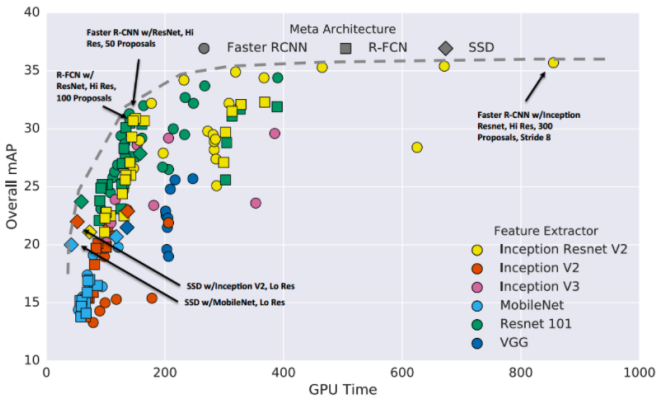 40
35
30
25
20
15
10
Overall mAP
0
200
400
600
800
1000
GPU Time
Meta Architecture
Faster RCNN
R-FCN
SSD
Faster R-CNN w/ResNet, Hi
Res, 50 Proposals
R-FCN w/
ResNet, Hi Res,
100 Proposals
Faster R-CNN w/Inception
Resnet, Hi Res, 300
Proposals, Stride 8
SSD w/Inception V2, Lo Res
SSD w/MobileNet, Lo Res
Feature Extractor
Inception Resnet V2
Inception V2
Inception V3
MobileNet
Resnet 101
VGG